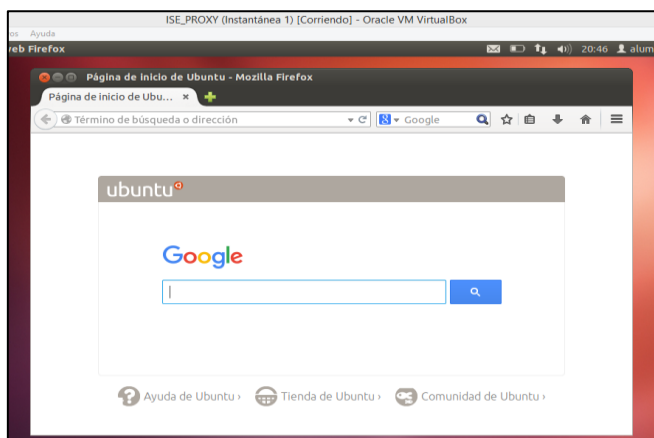 ISE_PROXY (Instantánea 1) [Corriendo] - Oracle VM VirtualBox
os Ayuda
web Firefox 20:46 alum
Página de inicio de Ubuntu - Mozilla Firefox
Página de inicio de Ubu...
Término de búsqueda o dirección Google
ubuntu
Google
Ayuda de Ubuntu › Tienda de Ubuntu › Comunidad de Ubuntu ›